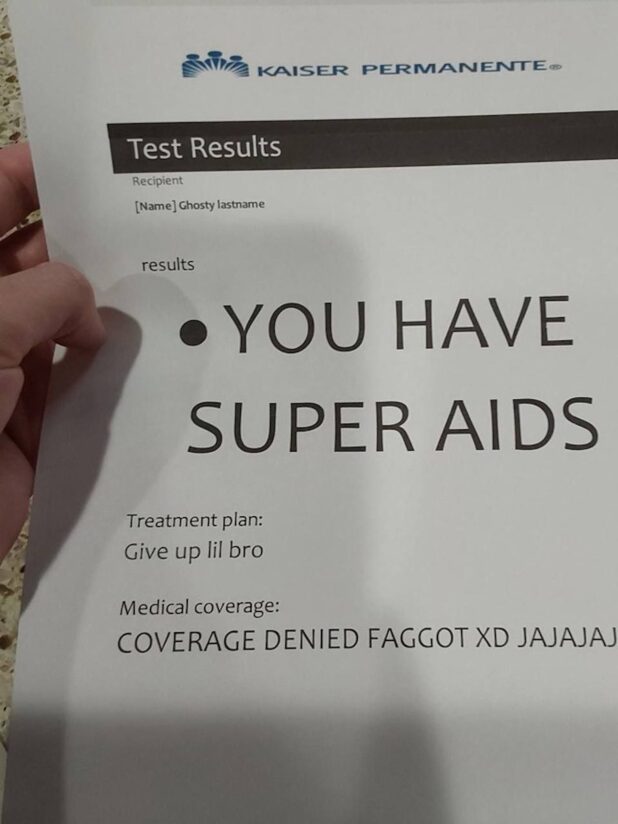 KAISER PERMANENTE®
Test Results
Recipient
[Name] Ghosty lastname
results
• YOU HAVE
SUPER AIDS
Treatment plan:
Give up lil bro
Medical coverage:
COVERAGE DENIED FAGGOT XD JAJAJAJ